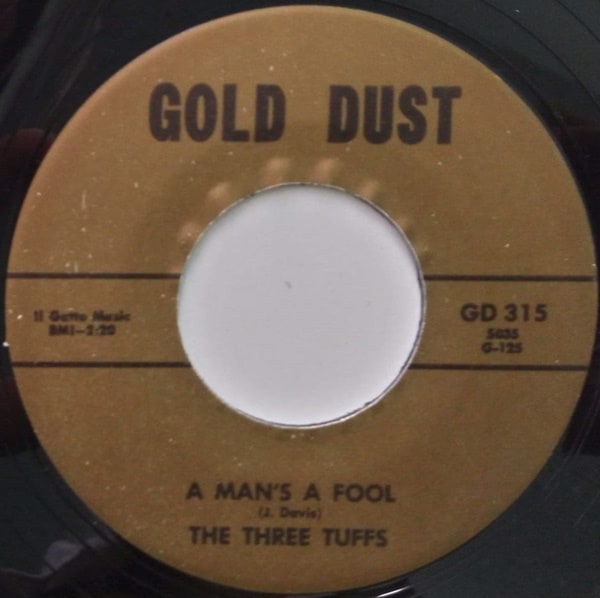 GOLD DUST
Il Gatto Music
BMI—2:20
GD 315
5035
G-125
A MAN'S A FOOL
(J. Davis)
THE THREE TUFFS